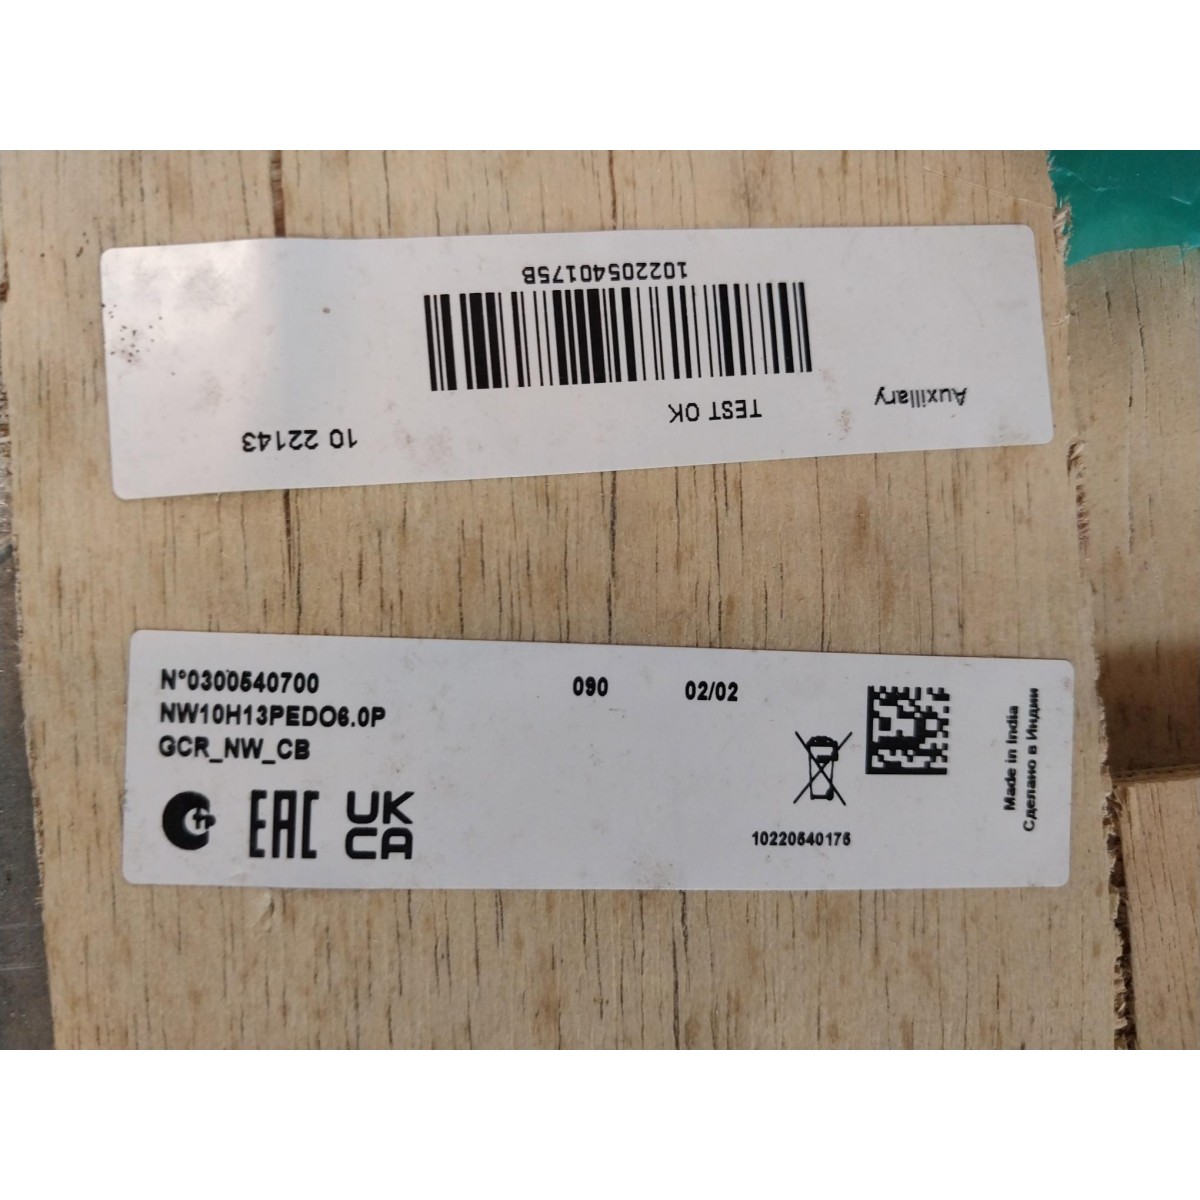 10220540175B
TEST OK
Auxillary
10 22143
N°0300540700
NW10H13PEDO6.0P
GCR_NW_CB
090
02/02
EAC
UK
CA
10220540175
Made in India
Сделано в Индии